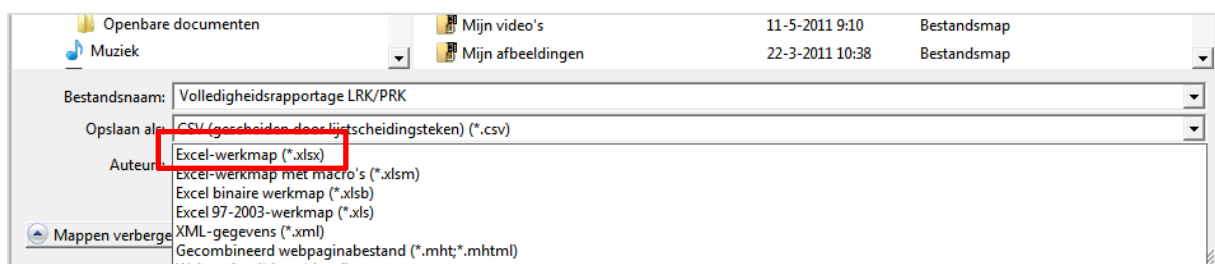 Openbare documenten Mijn video's 11-5-2011 9:10 Bestandsmap
Muziek Mijn afbeeldingen 22-3-2011 10:38 Bestandsmap
Bestandsnaam: Volledigheidsrapportage LRK/PRK
Opslaan als: CSV (gescheiden door lijstscheidingsteken) (*.csv)
Auteurs: Excel-werkmap (*.xlsx)
Excel-werkmap met macro's (*.xlsm)
Excel binaire werkmap (*.xlsb)
Excel 97-2003-werkmap (*.xls)
Mappen verberge XML-gegevens (*.xml)
Gecombineerd webpaginabestand (*.mht;*.mhtml)